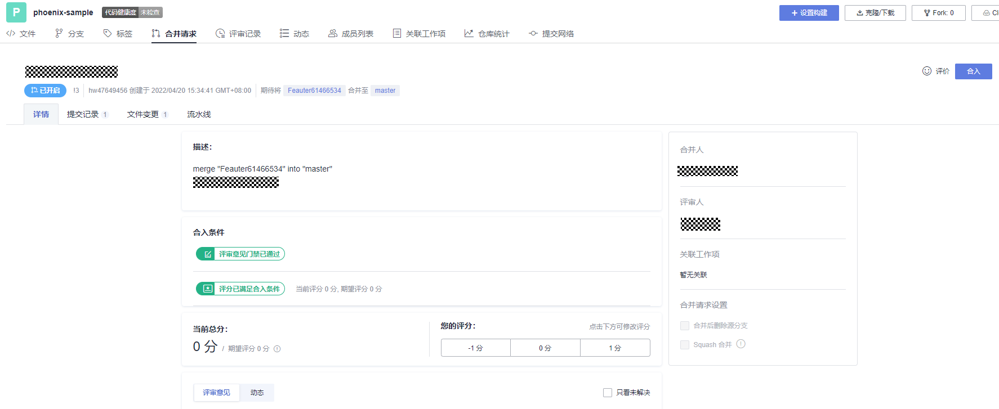 P phoenix-sample 代码健康度 未检查 + 设置构建 克隆/下载 Fork: 0
文件 分支 标签 合并请求 评审记录 动态 成员列表 关联工作项 仓库统计 提交网络
评价 合入
已开启 !3 hw47649456 创建于 2022/04/20 15:34:41 GMT+08:00 期待将 Feauter61466534 合并至 master
详情 提交记录 1 文件变更 1 流水线
描述：
merge "Feauter61466534" into "master"
合入条件
评审意见门禁已通过
评分已满足合入条件 当前评分 0 分, 期望评分 0 分
当前总分：
0 分 / 期望评分 0 分
您的评分： 点击下方可修改评分
-1 分 0 分 1 分
评审意见 动态 只看未解决
合并人
评审人
关联工作项
暂无关联
合并请求设置
合并后删除源分支
Squash 合并